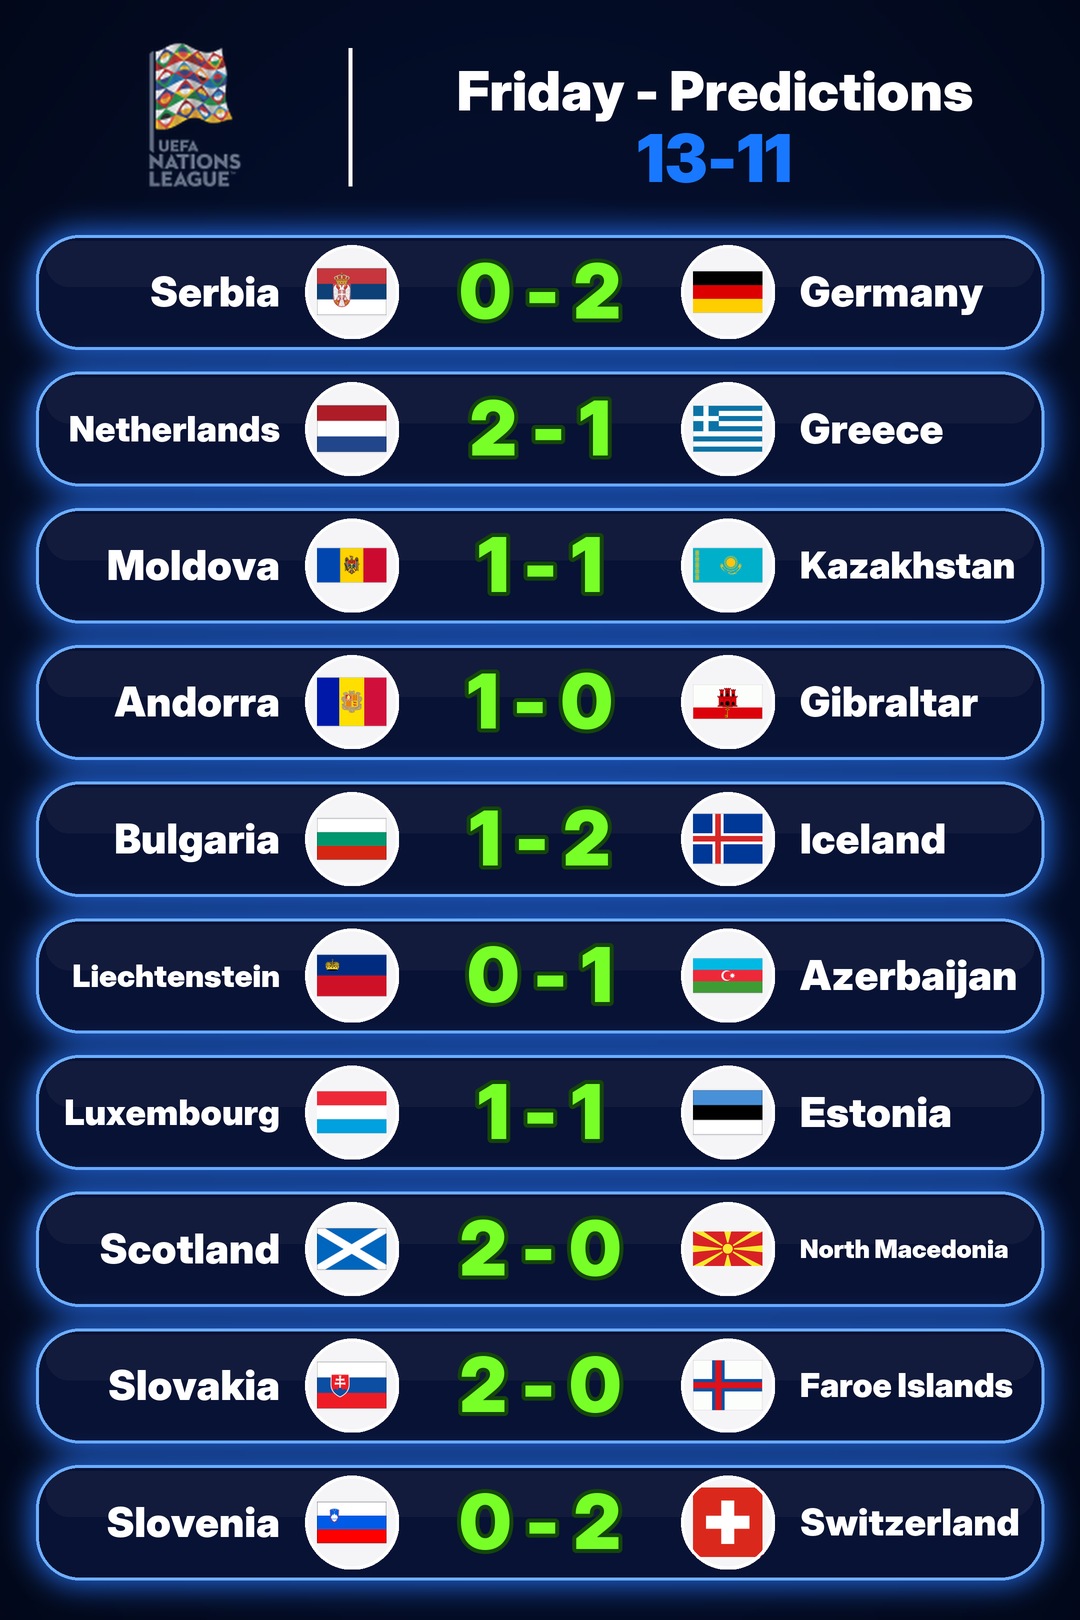 UEFA
NATIONS
LEAGUE™
Friday - Predictions
13-11
Serbia 0 - 2 Germany
Netherlands 2 - 1 Greece
Moldova 1 - 1 Kazakhstan
Andorra 1 - 0 Gibraltar
Bulgaria 1 - 2 Iceland
Liechtenstein 0 - 1 Azerbaijan
Luxembourg 1 - 1 Estonia
Scotland 2 - 0 North Macedonia
Slovakia 2 - 0 Faroe Islands
Slovenia 0 - 2 Switzerland